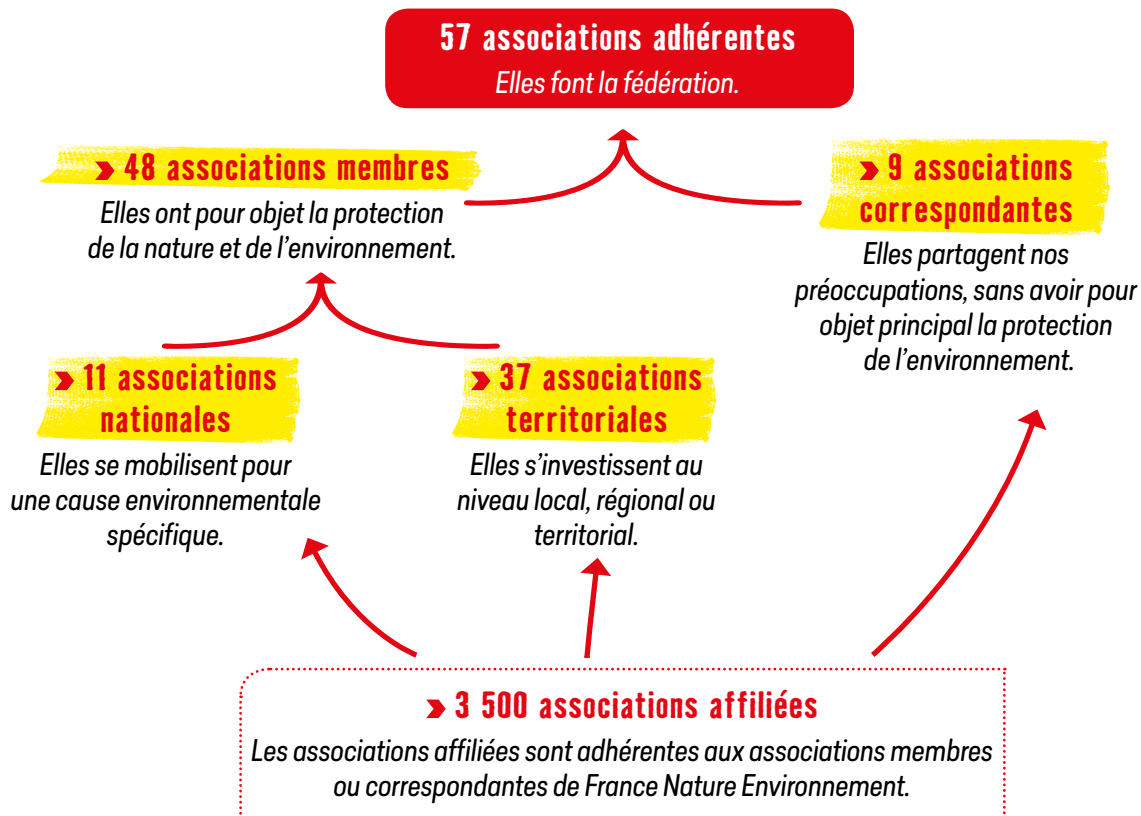 57 associations adhérentes
Elles font la fédération.
48 associations membres
Elles ont pour objet la protection
de la nature et de l'environnement.
9 associations
correspondantes
Elles partagent nos
préoccupations, sans avoir pour
objet principal la protection
de l'environnement.
11 associations
nationales
Elles se mobilisent pour
une cause environnementale
spécifique.
37 associations
territoriales
Elles s'investissent au
niveau local, régional ou
territorial.
3 500 associations affiliées
Les associations affiliées sont adhérentes aux associations membres
ou correspondantes de France Nature Environnement.